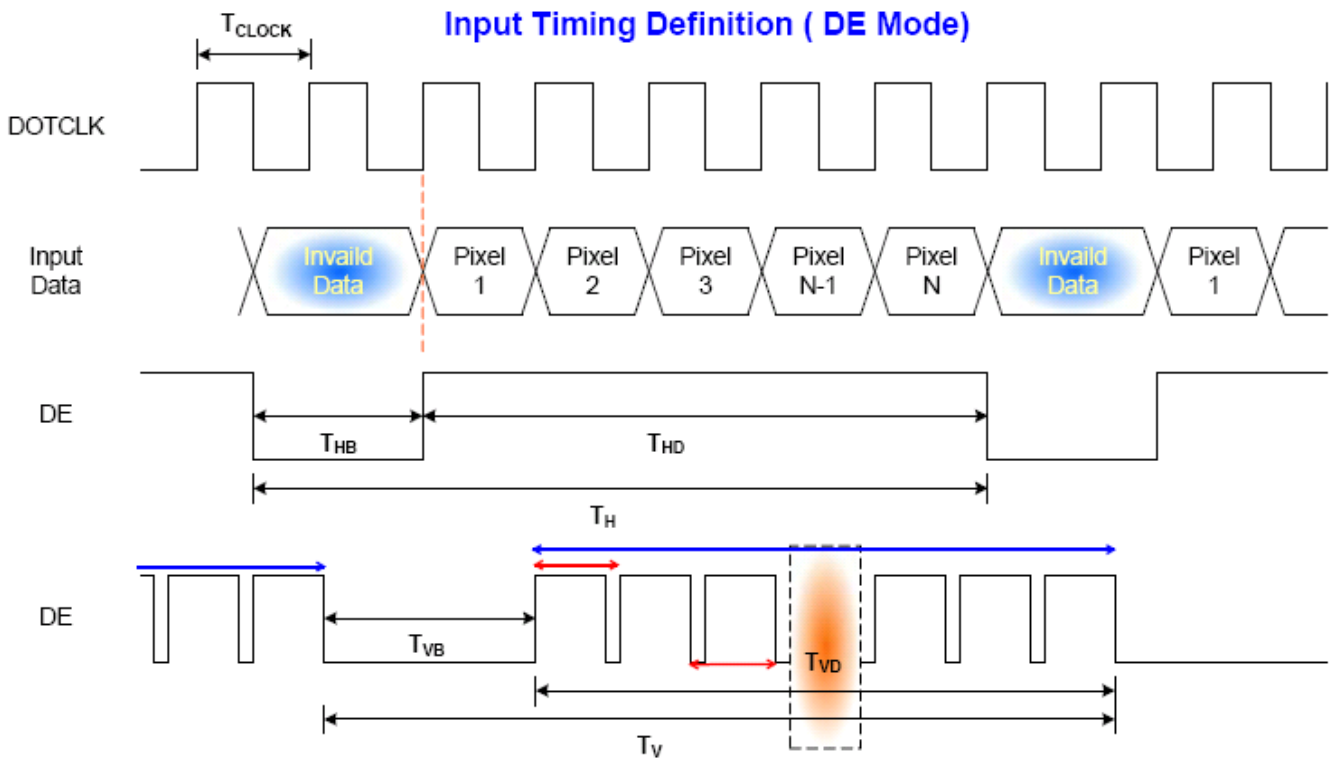 Input Timing Definition ( DE Mode)
TCLOCK
DOTCLK
Input
Data
Invaild
Data
Pixel
1
Pixel
2
Pixel
3
Pixel
N-1
Pixel
N
Invaild
Data
Pixel
1
DE
THB
THD
TH
DE
TVB
TVD
TV